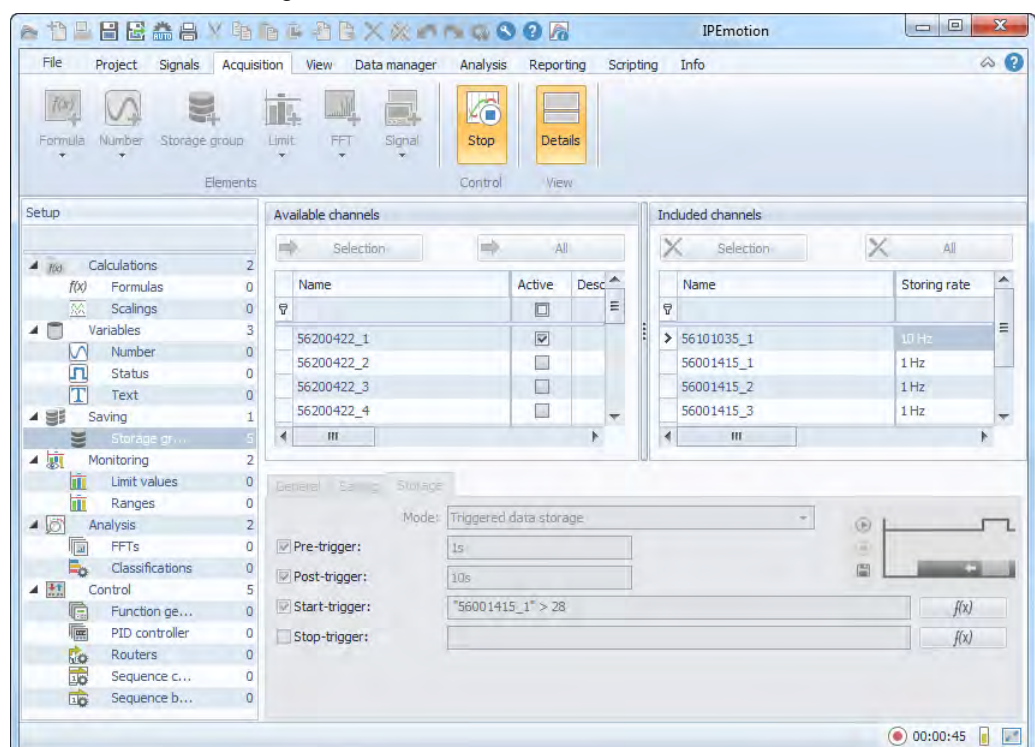 IPEmotion
File Project Signals Acquisition View Data manager Analysis Reporting Scripting Info
Formula Number Storage group Limit FFT Signal Stop Details
Elements Control View
Setup
Calculations 2
f(x) Formulas 0
Scalings 0
Variables 3
Number 0
Status 0
Text 0
Saving 1
Storage gr... 5
Monitoring 2
Limit values 0
Ranges 0
Analysis 2
FFTs 0
Classifications 0
Control 5
Function ge... 0
PID controller 0
Routers 0
Sequence c... 0
Sequence b... 0
Available channels
Selection All
Name Active Desc
56200422_1
56200422_2
56200422_3
56200422_4
Included channels
Selection All
Name Storing rate
56101035_1 10 Hz
56001415_1 1 Hz
56001415_2 1 Hz
56001415_3 1 Hz
General Saving Storage
Mode: Triggered data storage
Pre-trigger: 1s
Post-trigger: 10s
Start-trigger: "56001415_1" > 28 f(x)
Stop-trigger: f(x)
00:00:45